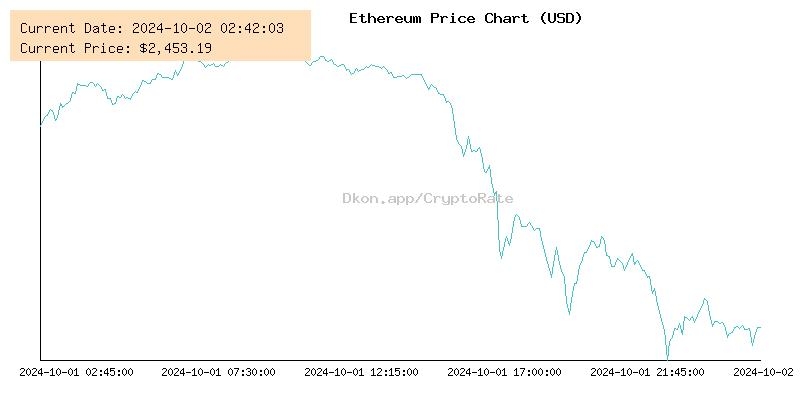 Ethereum Price Chart (USD)
Current Date: 2024-10-02 02:42:03
Current Price: $2,453.19
Dkon.app/CryptoRate
2024-10-01 02:45:00 2024-10-01 07:30:00 2024-10-01 12:15:00 2024-10-01 17:00:00 2024-10-01 21:45:00 2024-10-02